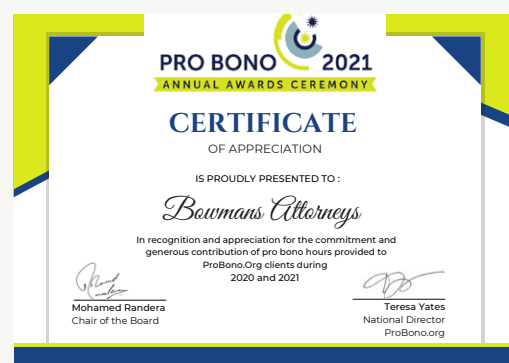 PRO BONO 2021
ANNUAL AWARDS CEREMONY
CERTIFICATE
OF APPRECIATION
IS PROUDLY PRESENTED TO :
Bowmans Attorneys
In recognition and appreciation for the commitment and
generous contribution of pro bono hours provided to
ProBono.Org clients during
2020 and 2021
Mohamed Randera
Chair of the Board
Teresa Yates
National Director
ProBono.org